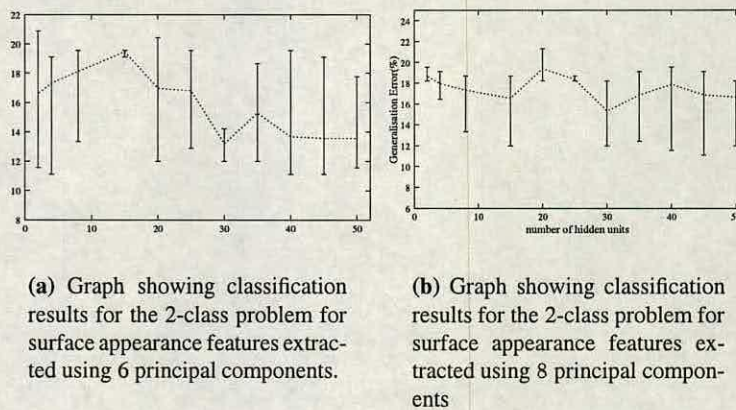 22
20
18
16
14
12
10
8
0
10
20
30
40
50
24
22
20
18
16
14
12
10
8
6
Generalisation Error(%)
0
10
20
30
40
50
number of hidden units
(a) Graph showing classification
results for the 2-class problem for
surface appearance features extrac-
ted using 6 principal components.
(b) Graph showing classification
results for the 2-class problem for
surface appearance features ex-
tracted using 8 principal compon-
ents